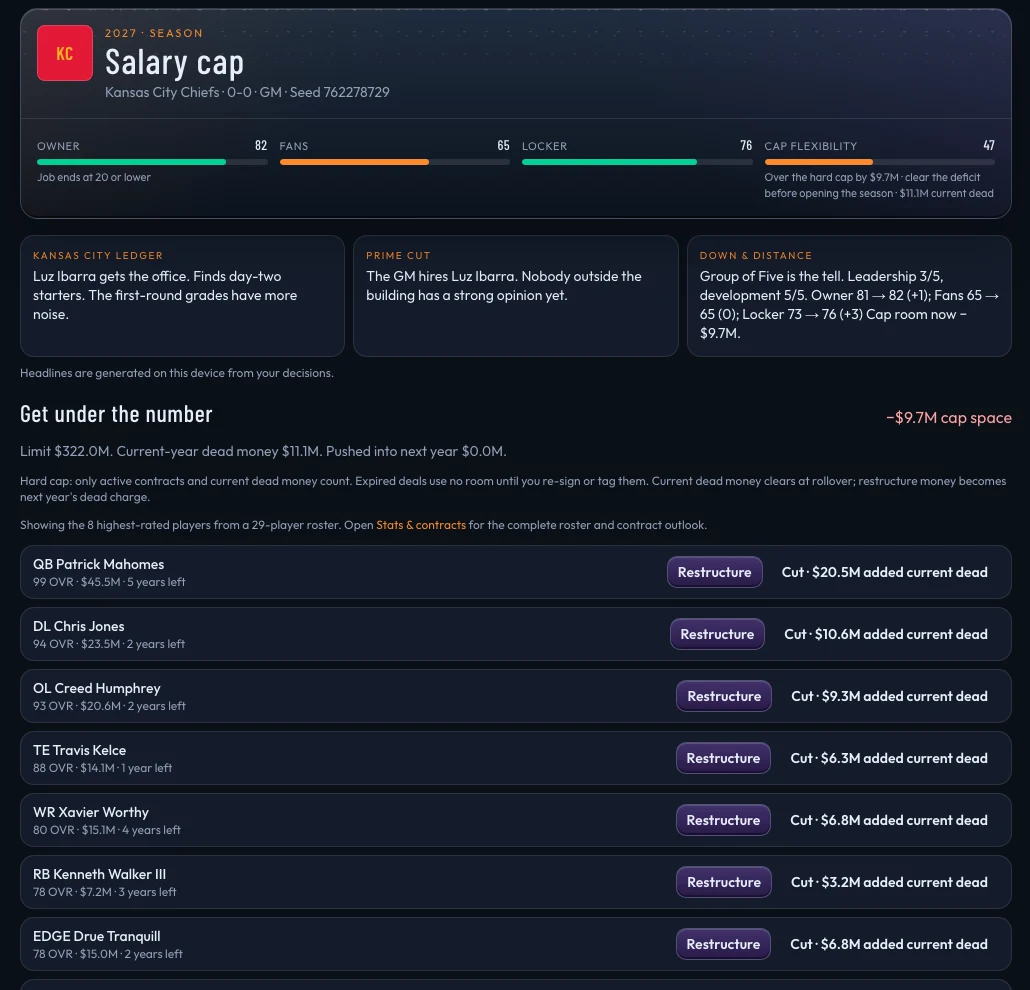 KC
2027 · SEASON
Salary cap
Kansas City Chiefs · 0-0 · GM · Seed 762278729
OWNER 82
Job ends at 20 or lower
FANS 65
LOCKER 76
CAP FLEXIBILITY 47
Over the hard cap by $9.7M · clear the deficit
before opening the season · $11.1M current dead
KANSAS CITY LEDGER
Luz Ibarra gets the office. Finds day-two
starters. The first-round grades have more
noise.
PRIME CUT
The GM hires Luz Ibarra. Nobody outside the
building has a strong opinion yet.
DOWN & DISTANCE
Group of Five is the tell. Leadership 3/5,
development 5/5. Owner 81 → 82 (+1); Fans 65 →
65 (0); Locker 73 → 76 (+3) Cap room now −
$9.7M.
Headlines are generated on this device from your decisions.
Get under the number
−$9.7M cap space
Limit $322.0M. Current-year dead money $11.1M. Pushed into next year $0.0M.
Hard cap: only active contracts and current dead money count. Expired deals use no room until you re-sign or tag them. Current dead money clears at rollover; restructure money becomes
next year's dead charge.
Showing the 8 highest-rated players from a 29-player roster. Open Stats & contracts for the complete roster and contract outlook.
QB Patrick Mahomes
99 OVR · $45.5M · 5 years left
Restructure
Cut · $20.5M added current dead
DL Chris Jones
94 OVR · $23.5M · 2 years left
Restructure
Cut · $10.6M added current dead
OL Creed Humphrey
93 OVR · $20.6M · 2 years left
Restructure
Cut · $9.3M added current dead
TE Travis Kelce
88 OVR · $14.1M · 1 year left
Restructure
Cut · $6.3M added current dead
WR Xavier Worthy
80 OVR · $15.1M · 4 years left
Restructure
Cut · $6.8M added current dead
RB Kenneth Walker III
78 OVR · $7.2M · 3 years left
Restructure
Cut · $3.2M added current dead
EDGE Drue Tranquill
78 OVR · $15.0M · 2 years left
Restructure
Cut · $6.8M added current dead